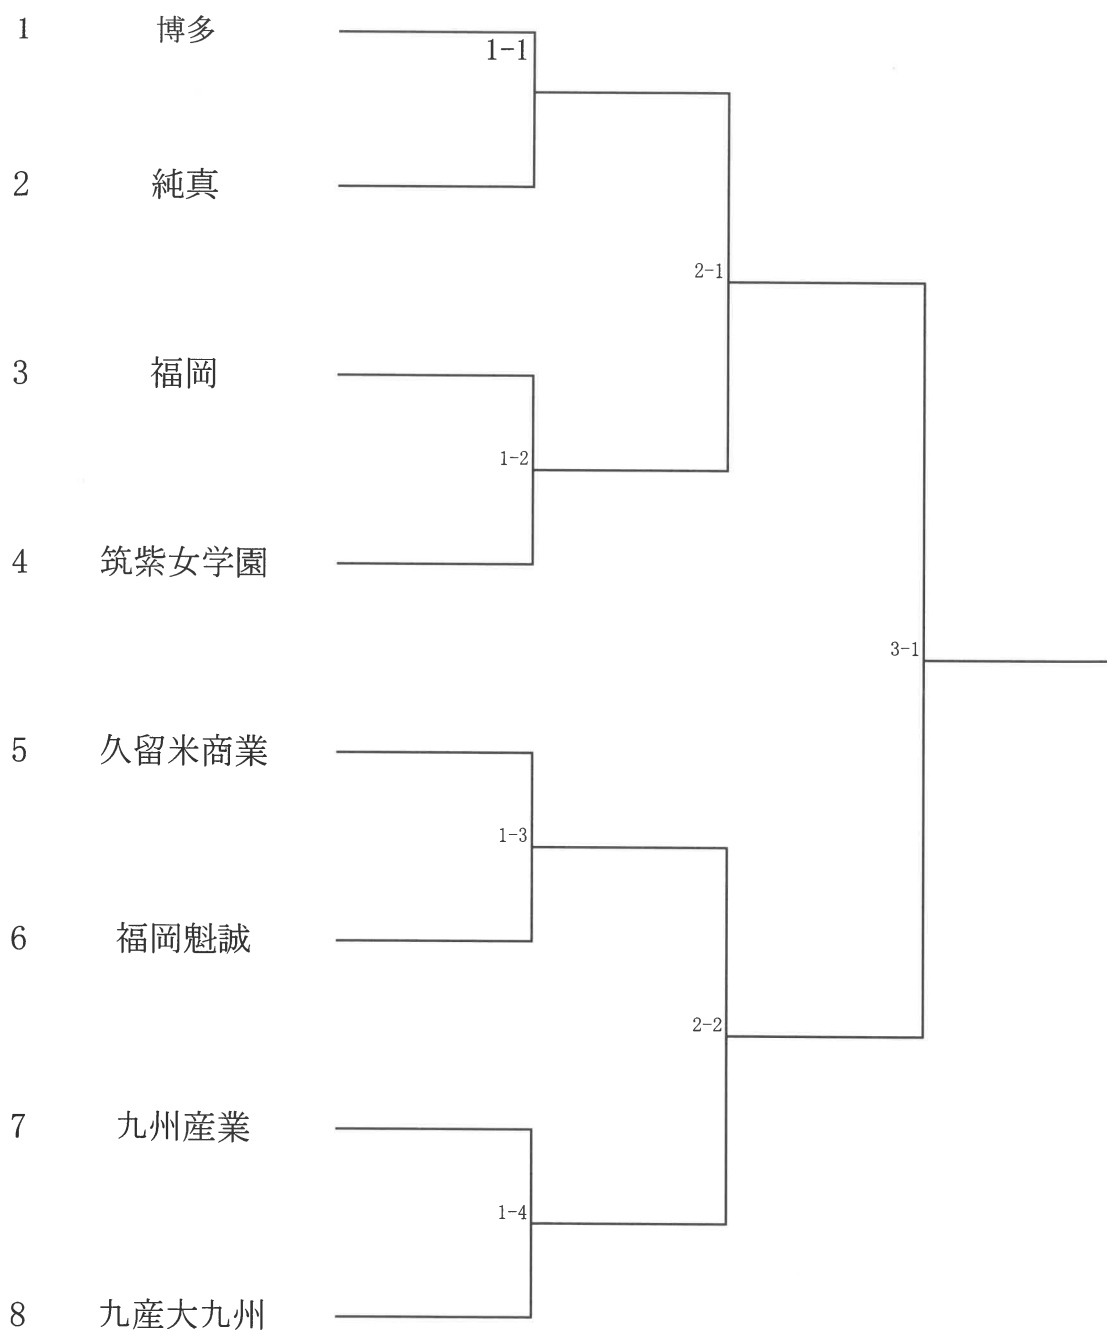 1 博多
1-1
2 純真
2-1
3 福岡
1-2
4 筑紫女学園
3-1
5 久留米商業
1-3
6 福岡魁誠
2-2
7 九州産業
1-4
8 九産大九州